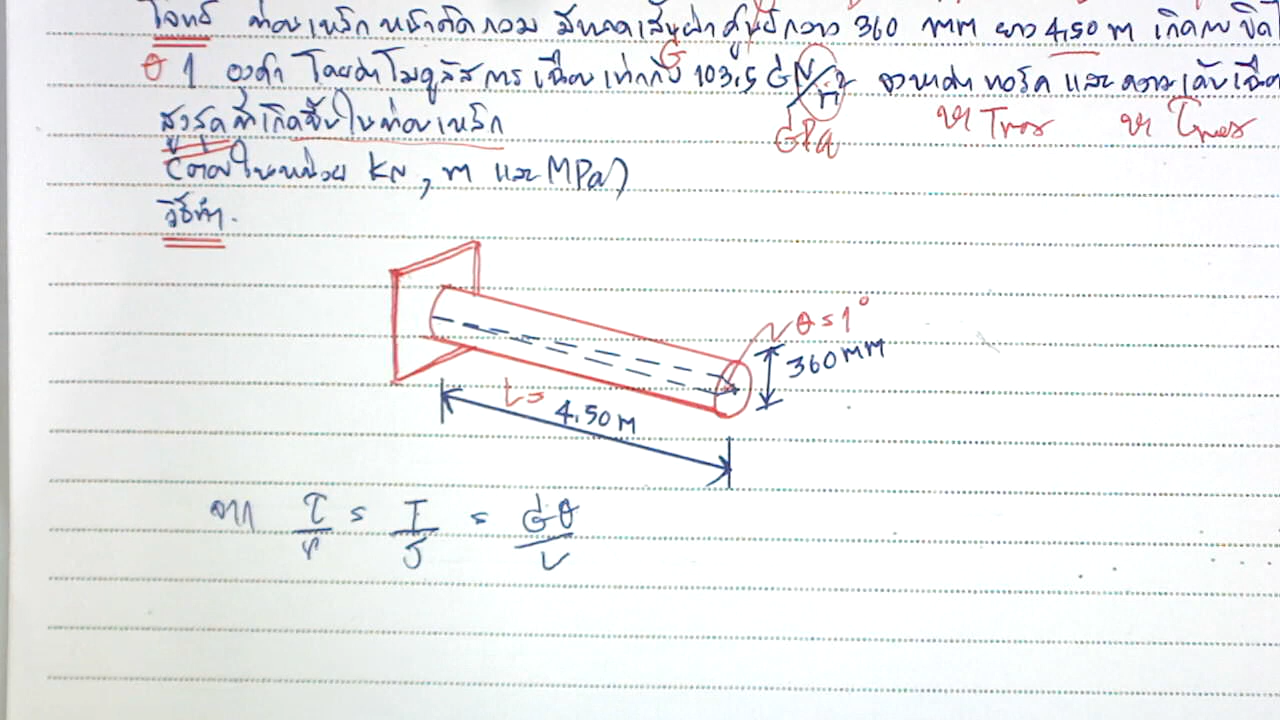 โจทย์ ท่อนเหล็กหน้าตัดกลม มีขนาดเส้นผ่าศูนย์กลาง 360 mm ยาว 4.50 m เกิดการบิด
θ 1 องศา โดยค่าโมดูลัสการเฉือนเท่ากับ 103.5 GN/m² จงหาค่าทอร์ค และความเค้นเฉือน
G
สูงสุดที่เกิดขึ้นในท่อนเหล็ก
GPa
หา Tmax
หา τmax
(ตอบในหน่วย kN, m และ MPa)
วิธีทำ.
θ = 1°
360 mm
L =
4.50 m
จาก τ/r = T/J = Gθ/L